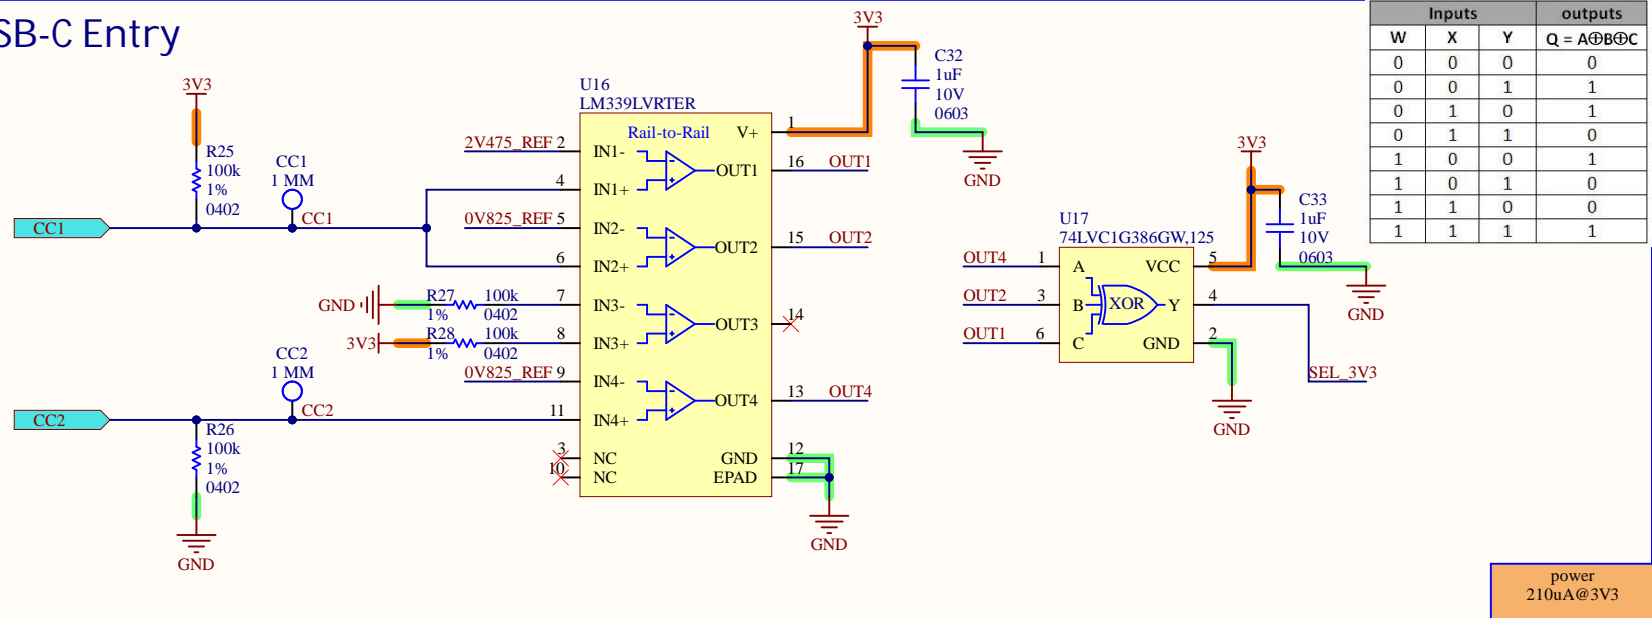 SB-C Entry
3V3
R25
100k
1%
0402
CC1
1 MM
CC1
CC1
U16
LM339LVRTER
Rail-to-Rail
V+
1
2V475_REF 2
IN1-
4
IN1+
OUT1
16
OUT1
0V825_REF 5
IN2-
6
IN2+
OUT2
15
OUT2
GND
R27
1%
100k
0402
7
IN3-
3V3
R28
1%
100k
0402
8
IN3+
OUT3
14
0V825_REF 9
IN4-
11
IN4+
OUT4
13
OUT4
3
NC
10
NC
GND
12
EPAD
17
GND
CC2
CC2
1 MM
CC2
R26
100k
1%
0402
GND
3V3
C32
1uF
10V
0603
GND
3V3
C33
1uF
10V
0603
GND
U17
74LVC1G386GW,125
OUT4
1
A
OUT2
3
B
OUT1
6
C
XOR
VCC
5
Y
4
GND
2
GND
SEL_3V3
Inputs outputs
W X Y Q = A⊕B⊕C
0 0 0 0
0 0 1 1
0 1 0 1
0 1 1 0
1 0 0 1
1 0 1 0
1 1 0 0
1 1 1 1
power
210uA@3V3